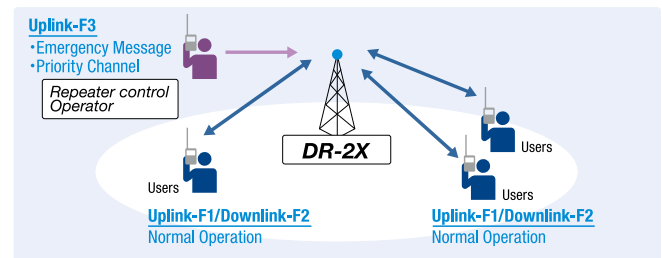 Uplink-F3
•Emergency Message
•Priority Channel
Repeater control
Operator
DR-2X
Users
Users
Users
Uplink-F1/Downlink-F2
Normal Operation
Uplink-F1/Downlink-F2
Normal Operation